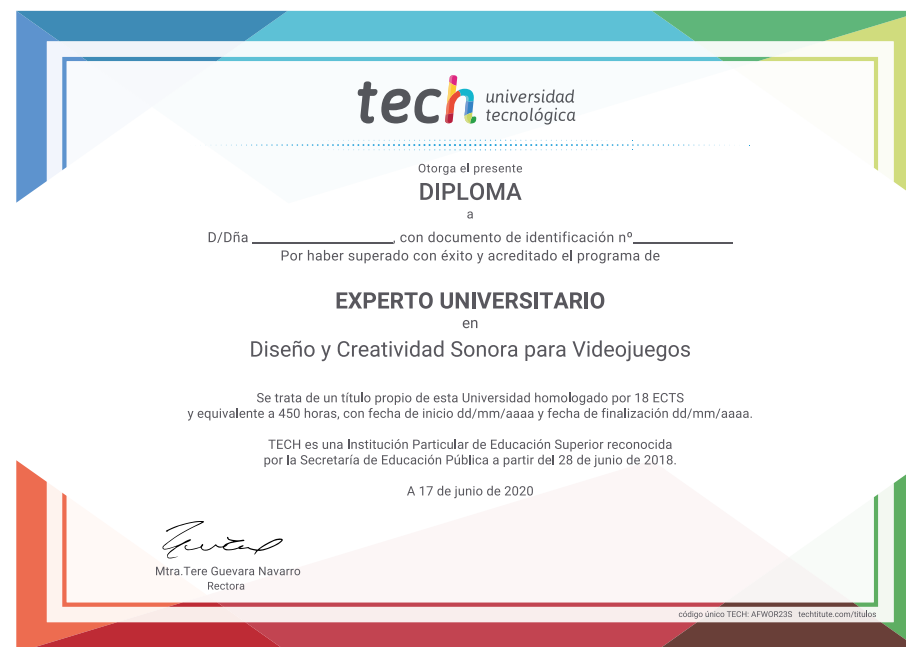 tech universidad
tecnológica
Otorga el presente
DIPLOMA
a
D/Dña ____________________, con documento de identificación nº______________
Por haber superado con éxito y acreditado el programa de
EXPERTO UNIVERSITARIO
en
Diseño y Creatividad Sonora para Videojuegos
Se trata de un título propio de esta Universidad homologado por 18 ECTS
y equivalente a 450 horas, con fecha de inicio dd/mm/aaaa y fecha de finalización dd/mm/aaaa.
TECH es una Institución Particular de Educación Superior reconocida
por la Secretaría de Educación Pública a partir del 28 de junio de 2018.
A 17 de junio de 2020
Mtra.Tere Guevara Navarro
Rectora
código único TECH: AFWOR23S techtitute.com/titulos